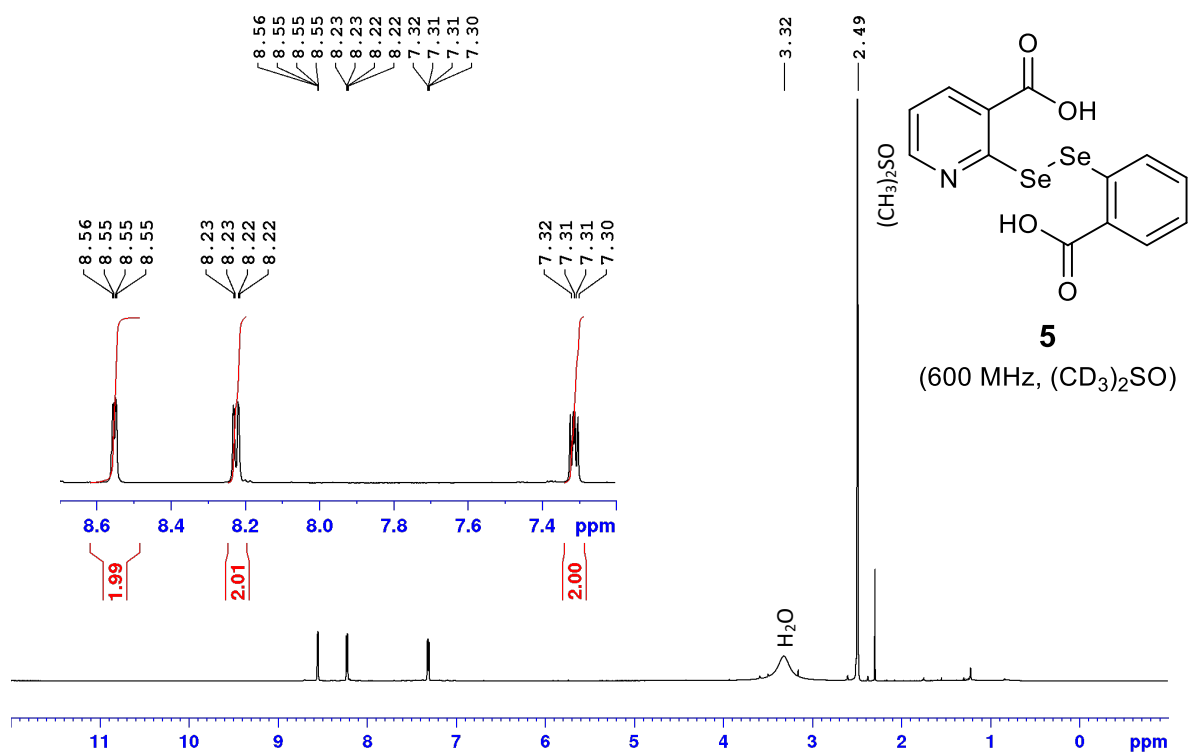 8.56
8.55
8.55
8.55
8.23
8.23
8.22
8.22
7.32
7.31
7.31
7.30
3.32
2.49
O
OH
N
Se
Se
HO
O
(CH3)2SO
5
(600 MHz, (CD3)2SO)
8.56
8.55
8.55
8.55
8.23
8.23
8.22
8.22
7.32
7.31
7.31
7.30
8.6 8.4 8.2 8.0 7.8 7.6 7.4 ppm
1.99
2.01
2.00
H2O
11 10 9 8 7 6 5 4 3 2 1 0 ppm